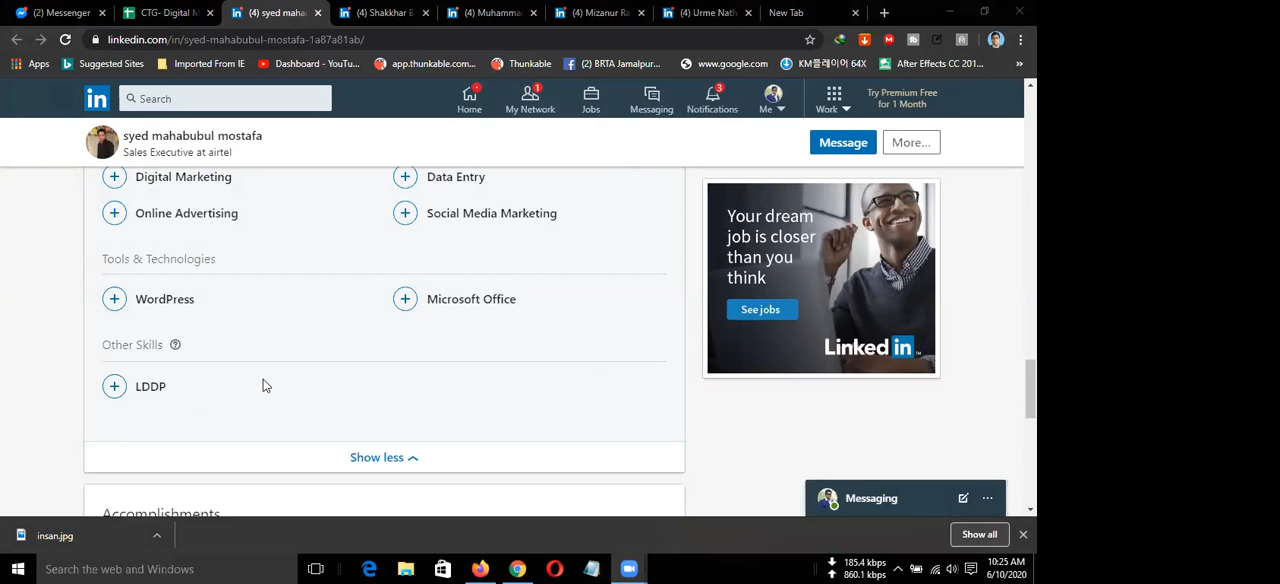 (2) Messenger
CTG- Digital M
(4) syed maha
(4) Shakkhar B
(4) Muhamma
(4) Mizanur Ra
(4) Urme Nath
New Tab
linkedin.com/in/syed-mahabubul-mostafa-1a87a81ab/
Apps
Suggested Sites
Imported From IE
Dashboard - YouTu...
app.thunkable.com...
Thunkable
(2) BRTA Jamalpur...
www.google.com
KM플레이어 64X
After Effects CC 201...
»
in
Search
Home
1
My Network
Jobs
Messaging
3
Notifications
Me
Work
Try Premium Free
for 1 Month
syed mahabubul mostafa
Sales Executive at airtel
Message
More...
Digital Marketing
Data Entry
Online Advertising
Social Media Marketing
Tools & Technologies
WordPress
Microsoft Office
Other Skills
LDDP
Show less
Accomplishments
Your dream
job is closer
than you
think
See jobs
Linked in
Messaging
insan.jpg
Show all
Search the web and Windows
185.4 kbps
860.1 kbps
10:25 AM
6/10/2020